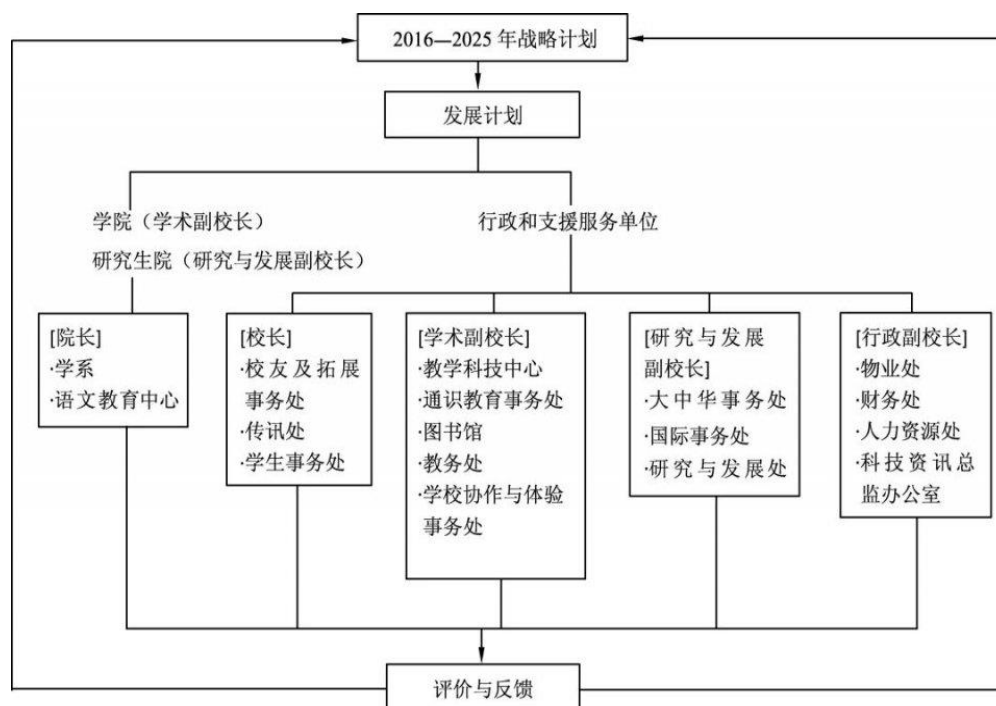 2016—2025 年战略计划
发展计划
学院（学术副校长）
研究生院（研究与发展副校长）
行政和支援服务单位
[院长]
·学系
·语文教育中心
[校长]
·校友及拓展
事务处
·传讯处
·学生事务处
[学术副校长]
·教学科技中心
·通识教育事务处
·图书馆
·教务处
·学校协作与体验
事务处
[研究与发展
副校长]
·大中华事务处
·国际事务处
·研究与发展处
[行政副校长]
·物业处
·财务处
·人力资源处
·科技资讯总
监办公室
评价与反馈